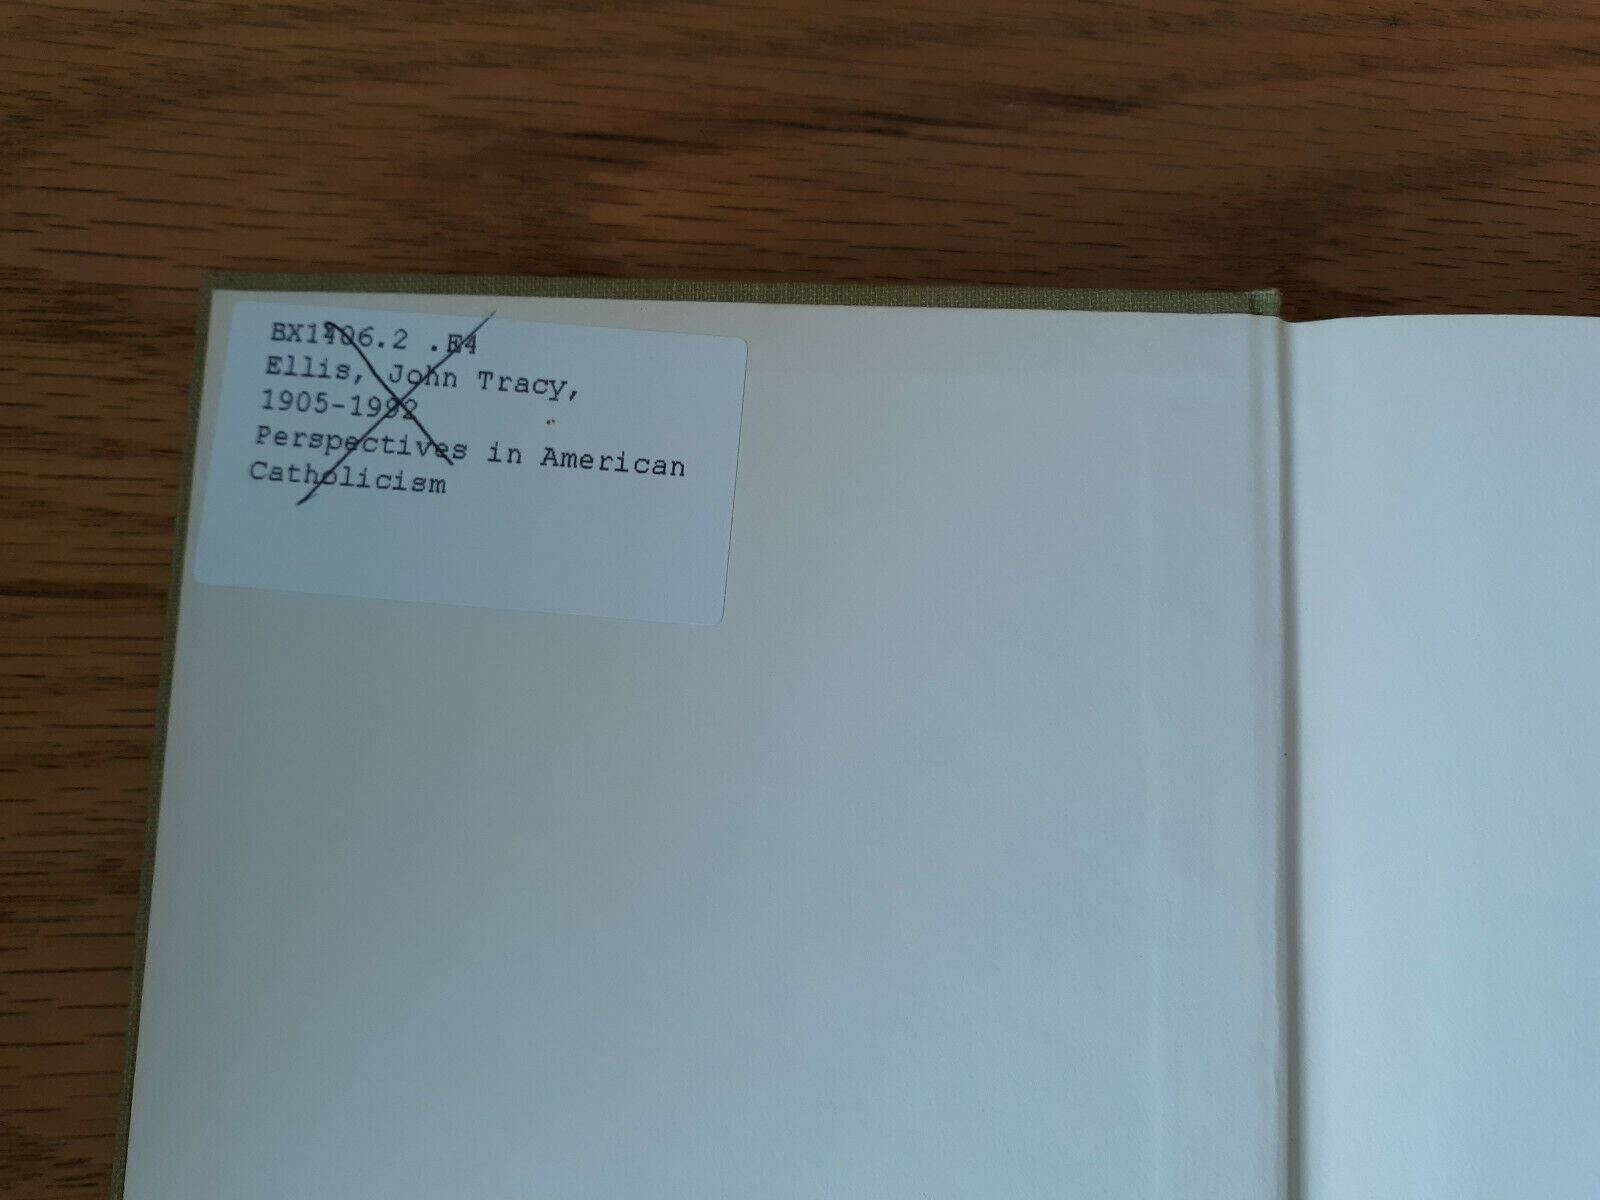 BX1406.2 .E4
Ellis, John Tracy,
1905-1992
Perspectives in American
Catholicism